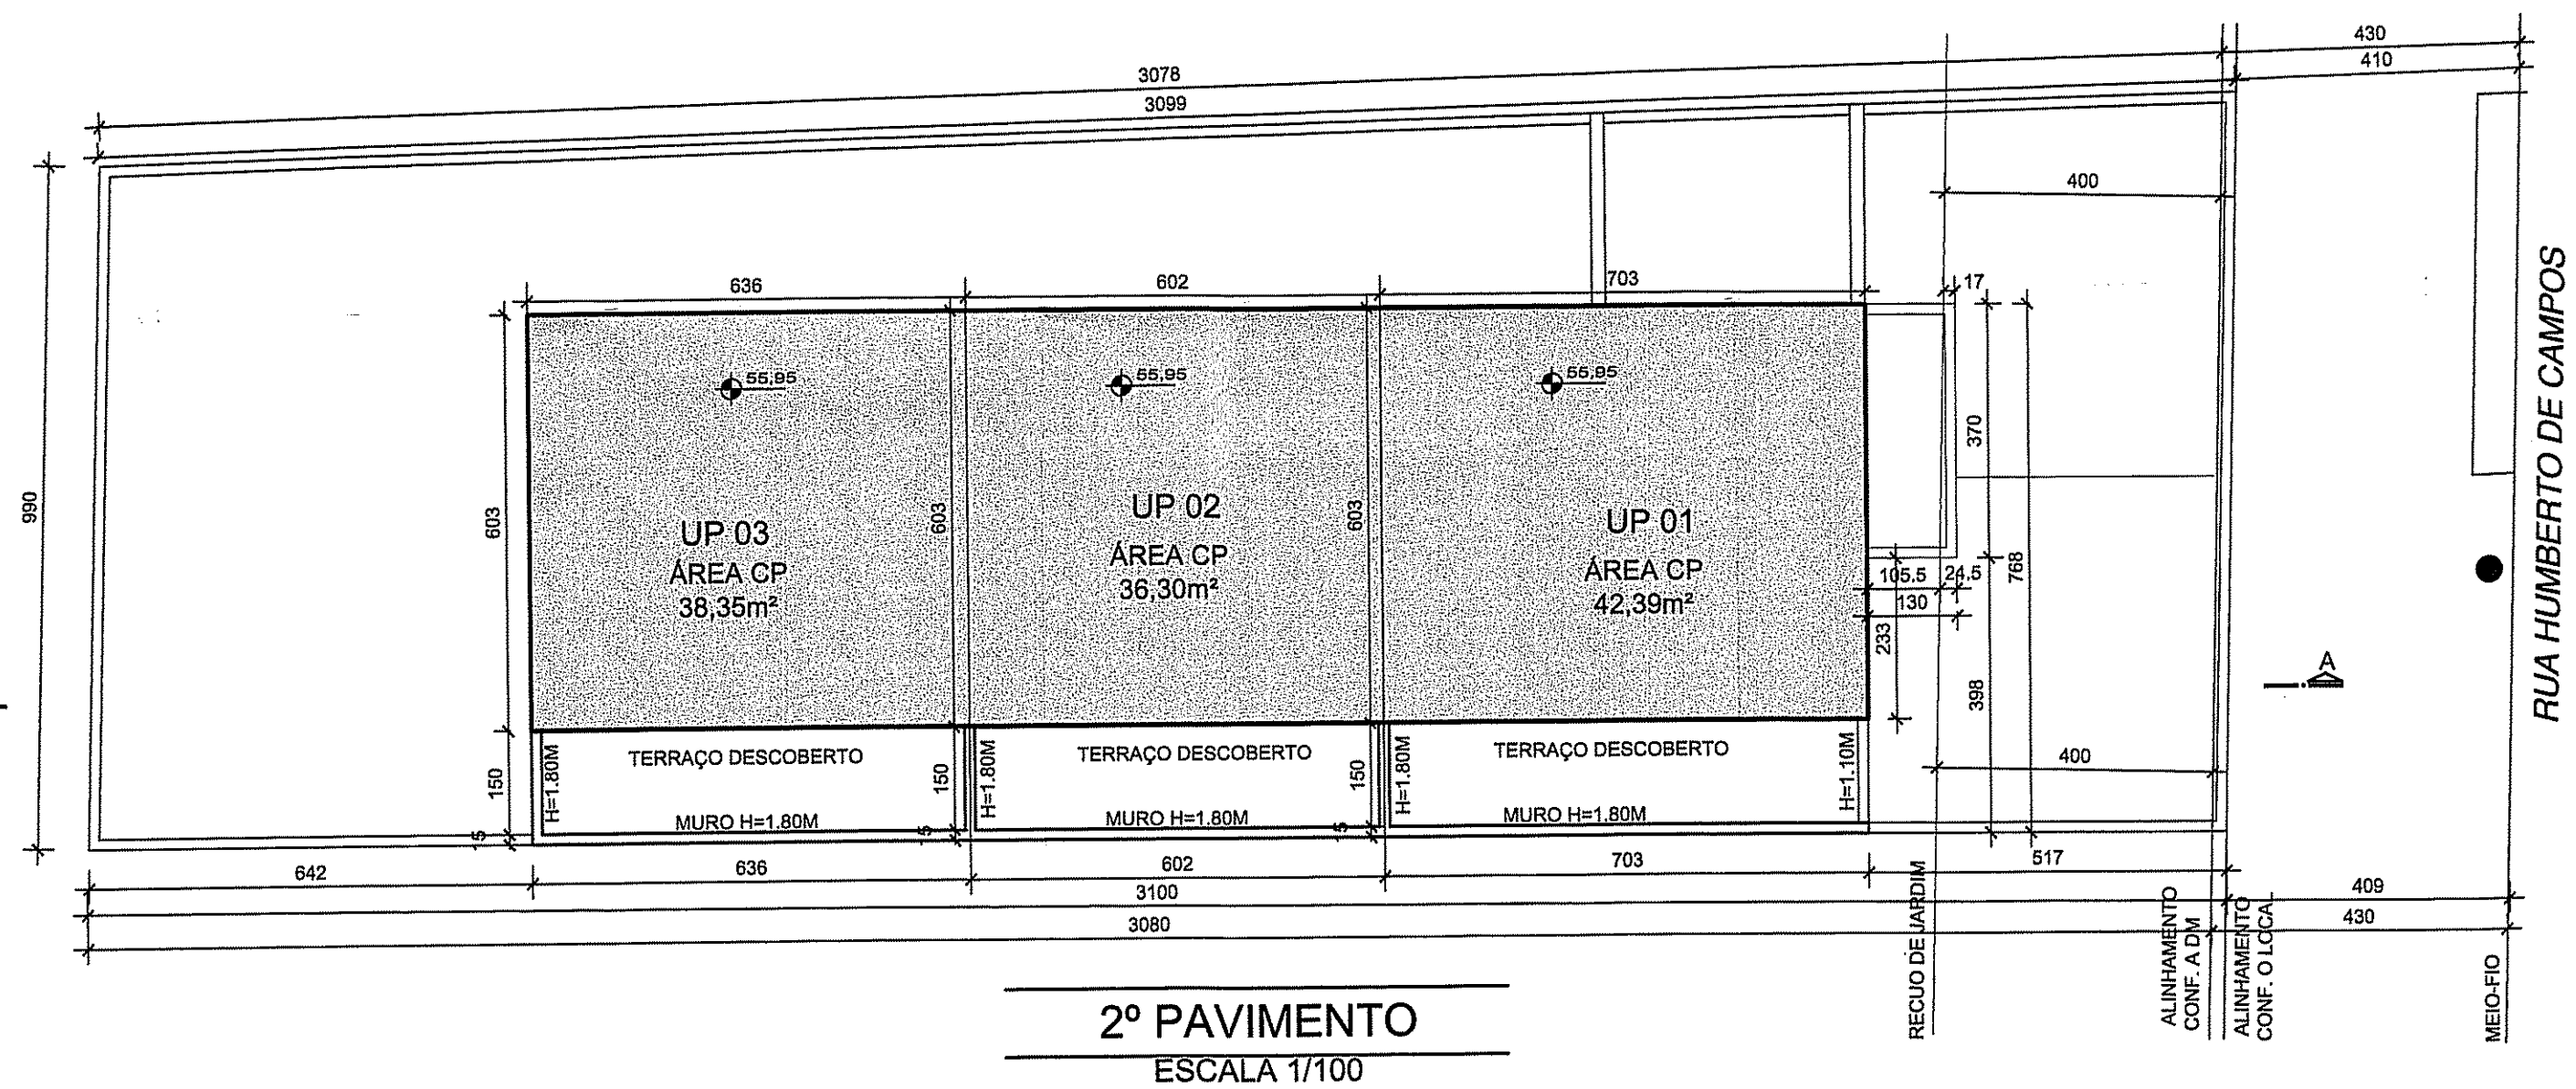 430
3078
410
3099
400
636
602
703
17
55,95
55,95
55,95
370
990
603
603
603
UP 03
ÁREA CP
38,35m²
UP 02
ÁREA CP
36,30m²
UP 01
ÁREA CP
42,39m²
768
105.5
24.5
130
233
398
RUA HUMBERTO DE CAMPOS
A
150
H=1.80M
TERRAÇO DESCOBERTO
MURO H=1.80M
150
H=1.80M
TERRAÇO DESCOBERTO
MURO H=1.80M
150
H=1.80M
TERRAÇO DESCOBERTO
MURO H=1.80M
H=1.10M
400
642
636
602
703
517
3100
409
3080
430
RECUO DE JARDIM
ALINHAMENTO
CONF. A DM
ALINHAMENTO
CONF. O LOCAL
MEIO-FIO
2º PAVIMENTO
ESCALA 1/100